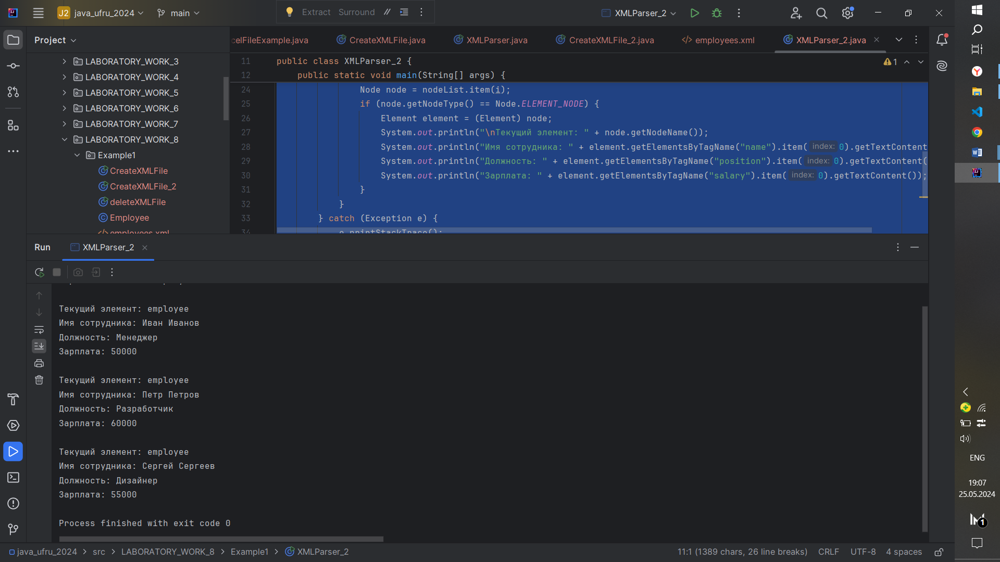 J2 java_ufru_2024 main Extract Surround XMLParser_2
Project
LABORATORY_WORK_3
LABORATORY_WORK_4
LABORATORY_WORK_5
LABORATORY_WORK_6
LABORATORY_WORK_7
LABORATORY_WORK_8
Example1
CreateXMLFile
CreateXMLFile_2
deleteXMLFile
Employee
employees.xml
celFileExample.java CreateXMLFile.java XMLParser.java CreateXMLFile_2.java employees.xml XMLParser_2.java
1
11 public class XMLParser_2 {
12 public static void main(String[] args) {
24 Node node = nodeList.item(i);
25 if (node.getNodeType() == Node.ELEMENT_NODE) {
26 Element element = (Element) node;
27 System.out.println("\nТекущий элемент: " + node.getNodeName());
28 System.out.println("Имя сотрудника: " + element.getElementsByTagName("name").item( index: 0).getTextContent
29 System.out.println("Должность: " + element.getElementsByTagName("position").item( index: 0).getTextContent(
30 System.out.println("Зарплата: " + element.getElementsByTagName("salary").item( index: 0).getTextContent());
31 }
32 }
33 } catch (Exception e) {
34 e.printStackTrace();
Run XMLParser_2
Текущий элемент: employee
Имя сотрудника: Иван Иванов
Должность: Менеджер
Зарплата: 50000
Текущий элемент: employee
Имя сотрудника: Петр Петров
Должность: Разработчик
Зарплата: 60000
Текущий элемент: employee
Имя сотрудника: Сергей Сергеев
Должность: Дизайнер
Зарплата: 55000
Process finished with exit code 0
java_ufru_2024 > src > LABORATORY_WORK_8 > Example1 > XMLParser_2
11:1 (1389 chars, 26 line breaks) CRLF UTF-8 4 spaces
ENG
19:07
25.05.2024
1